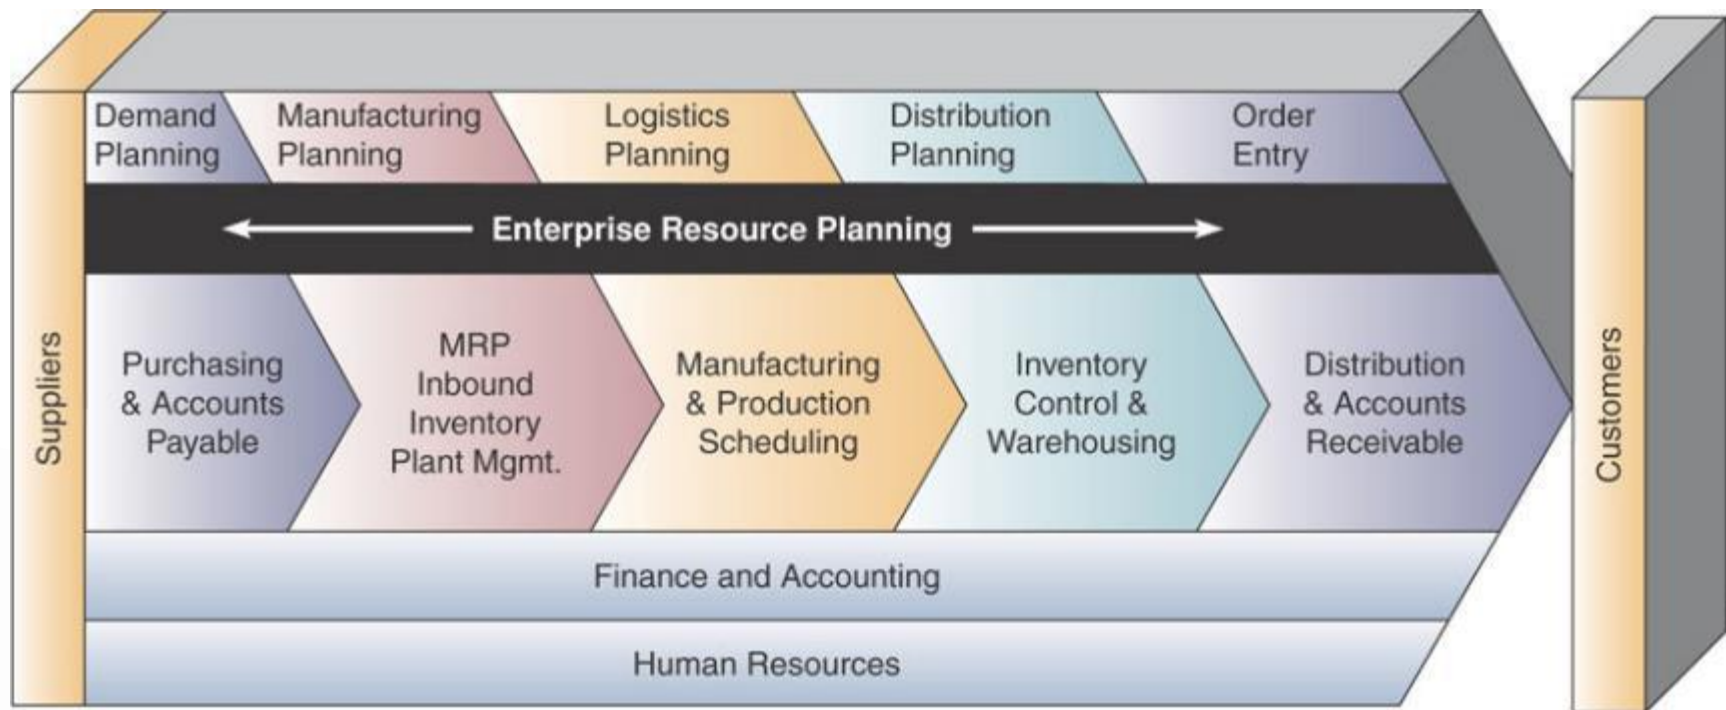 Suppliers
Demand
Planning
Manufacturing
Planning
Logistics
Planning
Distribution
Planning
Order
Entry
Enterprise Resource Planning
Purchasing
& Accounts
Payable
MRP
Inbound
Inventory
Plant Mgmt.
Manufacturing
& Production
Scheduling
Inventory
Control &
Warehousing
Distribution
& Accounts
Receivable
Finance and Accounting
Human Resources
Customers